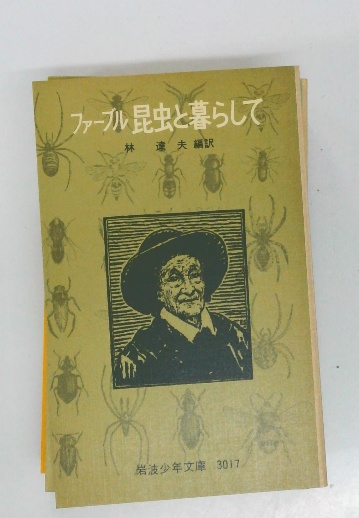 ファーブル 昆虫と暮らして
林 達夫 編訳
岩波少年文庫 3017